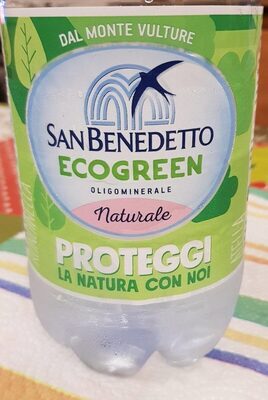 DAL MONTE VULTURE
SAN BENEDETTO
ECOGREEN
OLIGOMINERALE
Naturale
PROTEGGI
LA NATURA CON NOI